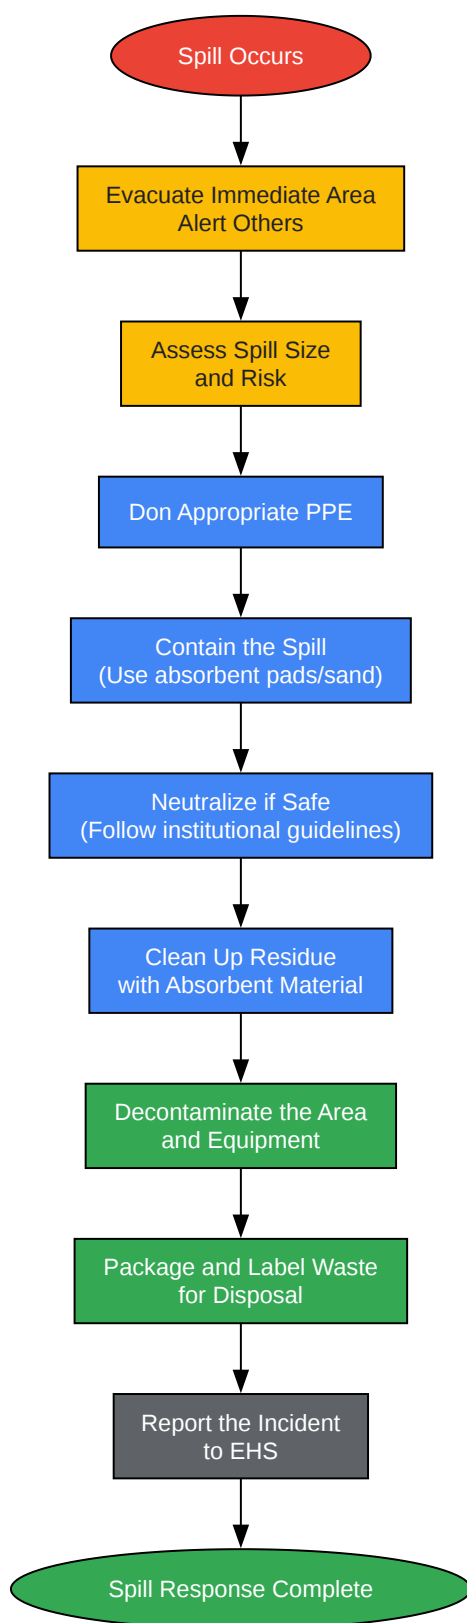 Spill Occurs
Evacuate Immediate Area
Alert Others
Assess Spill Size
and Risk
Don Appropriate PPE
Contain the Spill
(Use absorbent pads/sand)
Neutralize if Safe
(Follow institutional guidelines)
Clean Up Residue
with Absorbent Material
Decontaminate the Area
and Equipment
Package and Label Waste
for Disposal
Report the Incident
to EHS
Spill Response Complete